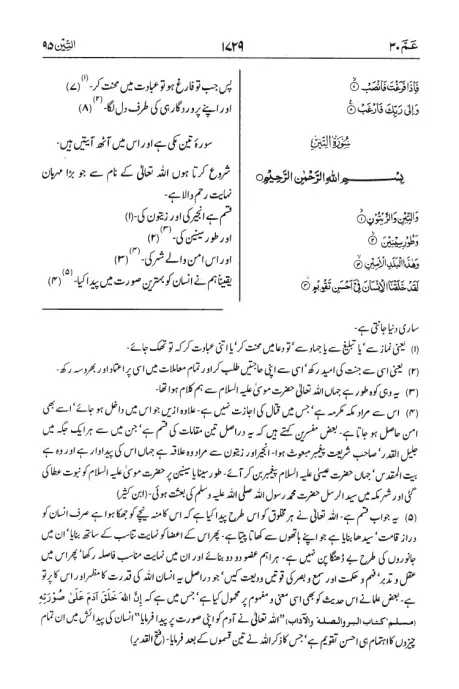 عمّ ۳۰
۱۷۲۹
التین ۹۵
فَإِذَا فَرَغْتَ فَانصَبْ ۝
پس جب تو فارغ ہو تو عبادت میں محنت کر۔(۱) (۷)
وَإِلَىٰ رَبِّكَ فَارْغَب ۝
اور اپنے پروردگار ہی کی طرف دل لگا۔(۲) (۸)
سُورَةُ التِّينِ
سورۂ تین مکی ہے اور اس میں آٹھ آیتیں ہیں۔
بِسْمِ اللهِ الرَّحْمٰنِ الرَّحِيْمِ
شروع کرتا ہوں اللہ تعالیٰ کے نام سے جو بڑا مہربان
نہایت رحم والا ہے۔
وَالتِّينِ وَالزَّيْتُونِ ۝
قسم ہے انجیر کی اور زیتون کی۔(۱)
وَطُورِ سِينِينَ ۝
اور طور سینین کی۔(۳) (۲)
وَهَٰذَا الْبَلَدِ الْأَمِينِ ۝
اور اس امن والے شہر کی۔(۴) (۳)
لَقَدْ خَلَقْنَا الْإِنسَانَ فِي أَحْسَنِ تَقْوِيمٍ ۝
یقیناً ہم نے انسان کو بہترین صورت میں پیدا کیا۔(۵) (۴)
ساری دنیا جانتی ہے۔
(۱) یعنی نماز سے، یا تبلیغ سے یا جہاد سے، تو دعا میں محنت کر، یا اتنی عبادت کر کہ تو تھک جائے۔
(۲) یعنی اسی سے جنت کی امید رکھ، اسی سے اپنی حاجتیں طلب کر اور تمام معاملات میں اسی پر اعتماد اور بھروسہ رکھ۔
(۳) یہ وہی کوہ طور ہے جہاں اللہ تعالیٰ حضرت موسیٰ علیہ السلام سے ہم کلام ہوا تھا۔
(۴) اس سے مراد مکہ مکرمہ ہے، جس میں قتال کی اجازت نہیں ہے۔ علاوہ ازیں جو اس میں داخل ہو جائے، اسے بھی
امن حاصل ہو جاتا ہے۔ بعض مفسرین کہتے ہیں کہ یہ دراصل تین مقامات کی قسم ہے، جن میں سے ہر ایک جگہ میں
جلیل القدر، صاحب شریعت پیغمبر مبعوث ہوا۔ انجیر اور زیتون سے مراد وہ علاقہ ہے جہاں اس کی پیداوار ہے اور وہ ہے
بیت المقدس، جہاں حضرت عیسیٰ علیہ السلام پیغمبر بن کر آئے۔ طور سینا یا سینین پر حضرت موسیٰ علیہ السلام کو نبوت عطا کی
گئی اور شہر مکہ میں سید الرسل حضرت محمد رسول اللہ صلی اللہ علیہ وسلم کی بعثت ہوئی۔ (ابن کثیر)
(۵) یہ جواب قسم ہے۔ اللہ تعالیٰ نے ہر مخلوق کو اس طرح پیدا کیا ہے کہ اس کا منہ نیچے کو جھکا ہوا ہے صرف انسان کو
دراز قامت، سیدھا بنایا ہے جو اپنے ہاتھوں سے کھاتا پیتا ہے۔ پھر اس کے اعضا کو نہایت تناسب کے ساتھ بنایا، ان میں
جانوروں کی طرح بے ڈھنگا پن نہیں ہے۔ ہر اہم عضو دو دو بنائے اور ان میں نہایت مناسب فاصلہ رکھا، پھر اس میں
عقل و تدبر، فہم و حکمت اور سمع و بصر کی قوتیں ودیعت کیں، جو دراصل یہ انسان اللہ کی قدرت کا مظہر اور اس کا پرتو
ہے۔ بعض علما نے اس حدیث کو بھی اسی معنی و مفہوم پر محمول کیا ہے، جس میں ہے کہ إِنَّ اللهَ خَلَقَ آدَمَ عَلَىٰ صُورَتِهِ
(مسلم، کتاب البر والصلة والآداب) "اللہ تعالیٰ نے آدم کو اپنی صورت پر پیدا فرمایا" انسان کی پیدائش میں ان تمام
چیزوں کا اہتمام ہی احسن تقویم ہے، جس کا ذکر اللہ نے تین قسموں کے بعد فرمایا۔ (فتح القدیر)